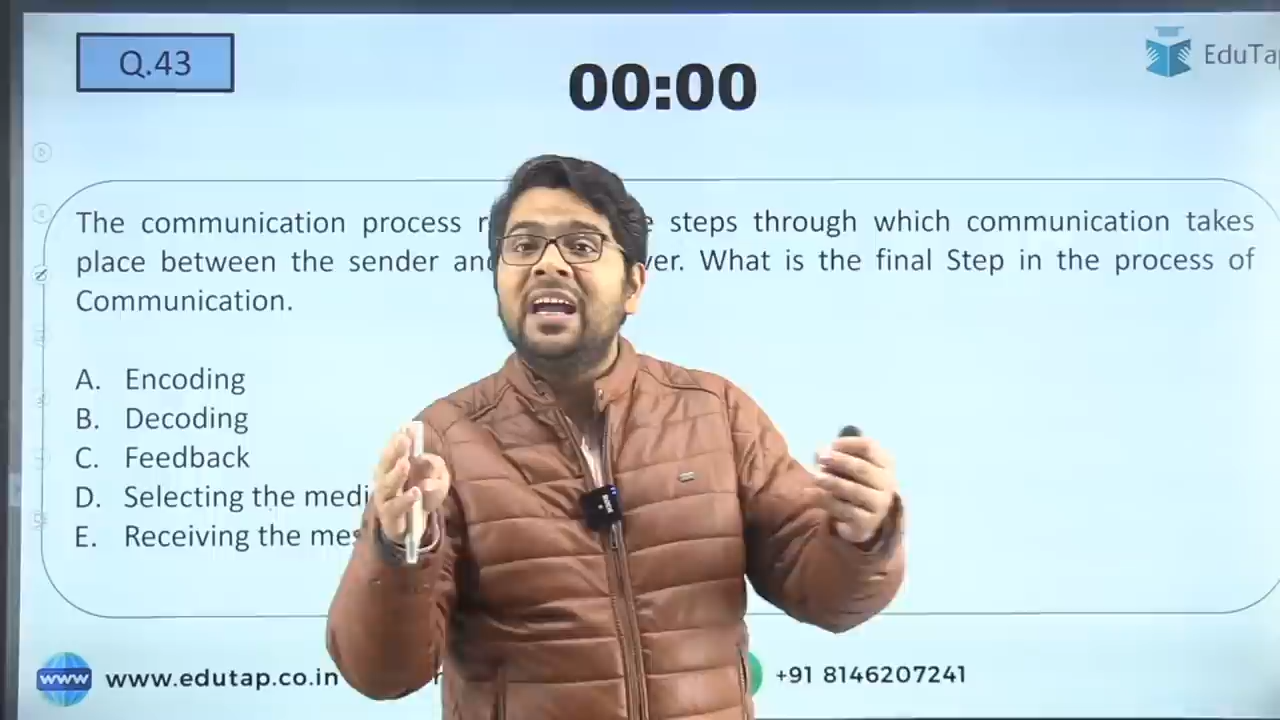 Q.43
00:00
EduTa
The communication process steps through which communication takes
place between the sender and ver. What is the final Step in the process of
Communication.
A. Encoding
B. Decoding
C. Feedback
D. Selecting the medi
E. Receiving the mes
www www.edutap.co.in +91 8146207241